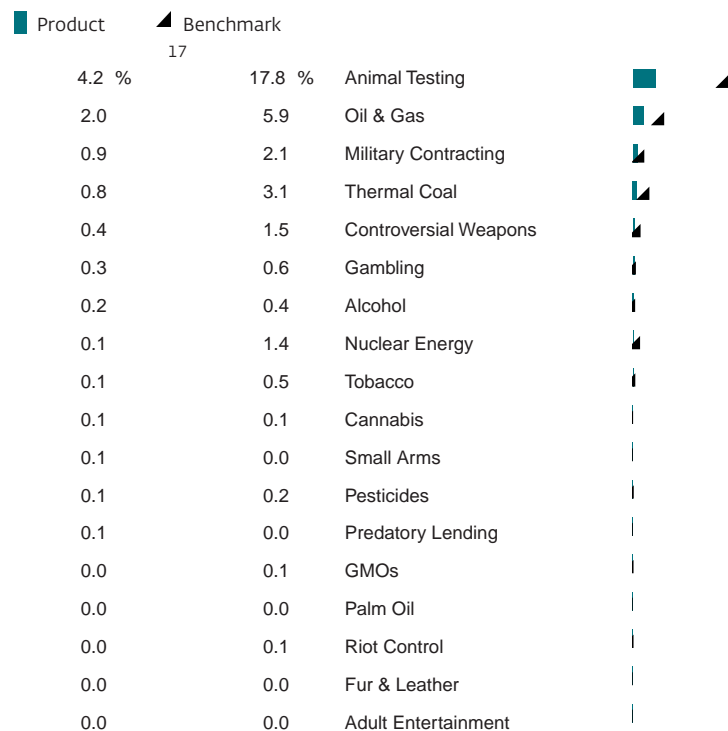 Product Benchmark
17
4.2 % 17.8 % Animal Testing
2.0 5.9 Oil & Gas
0.9 2.1 Military Contracting
0.8 3.1 Thermal Coal
0.4 1.5 Controversial Weapons
0.3 0.6 Gambling
0.2 0.4 Alcohol
0.1 1.4 Nuclear Energy
0.1 0.5 Tobacco
0.1 0.1 Cannabis
0.1 0.0 Small Arms
0.1 0.2 Pesticides
0.1 0.0 Predatory Lending
0.0 0.1 GMOs
0.0 0.0 Palm Oil
0.0 0.1 Riot Control
0.0 0.0 Fur & Leather
0.0 0.0 Adult Entertainment